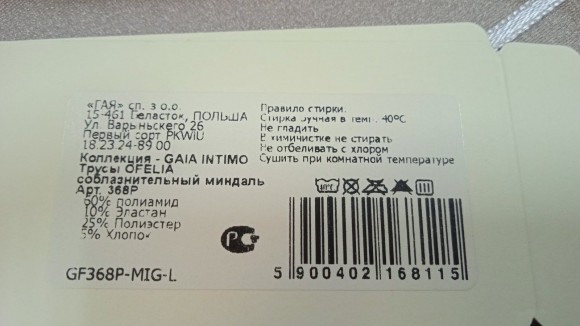 «ГАЯ» сп. з о.о.
15-461 Белосток, ПОЛЬША
Ул. Варыньского 26
Первый сорт PKWiU
18.23.24-89 00
Коллекция - GAIA INTIMO
Трусы OFELIA
соблазнительный миндаль
Арт. 368P
60% полиамид
10% Эластан
25% Полиэстер
5% Хлопок
GF368P-MIG-L
Правило стирки:
Стирка ручная в темп. 40ºC
Не гладить
В химчистке не стирать
Не отбеливать с хлором
Сушить при комнатной температуре
5 900402 168115